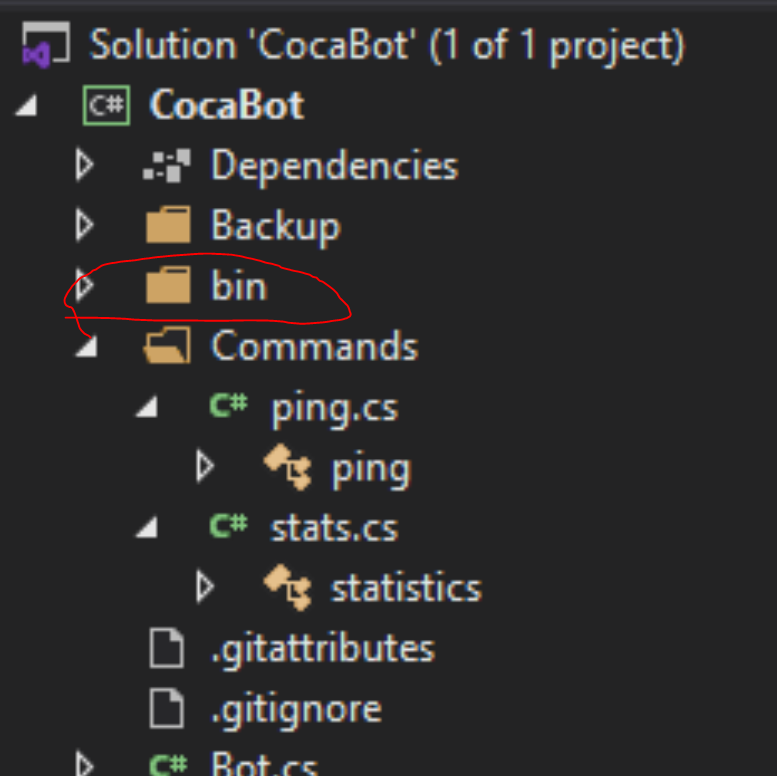 Solution 'CocaBot' (1 of 1 project)
C# CocaBot
Dependencies
Backup
bin
Commands
C# ping.cs
ping
C# stats.cs
statistics
.gitattributes
.gitignore
C# Bot.cs